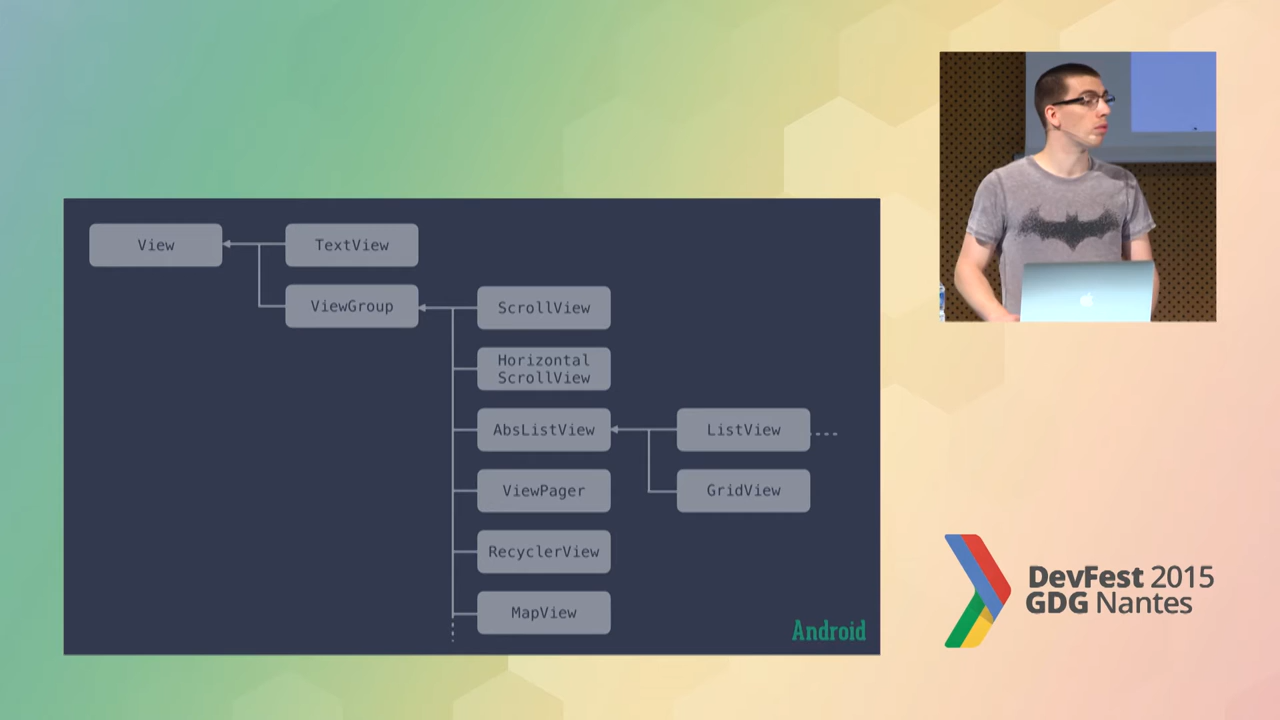 View
TextView
ViewGroup
ScrollView
Horizontal
ScrollView
AbsListView
ListView
ViewPager
GridView
RecyclerView
MapView
Android
DevFest 2015
GDG Nantes